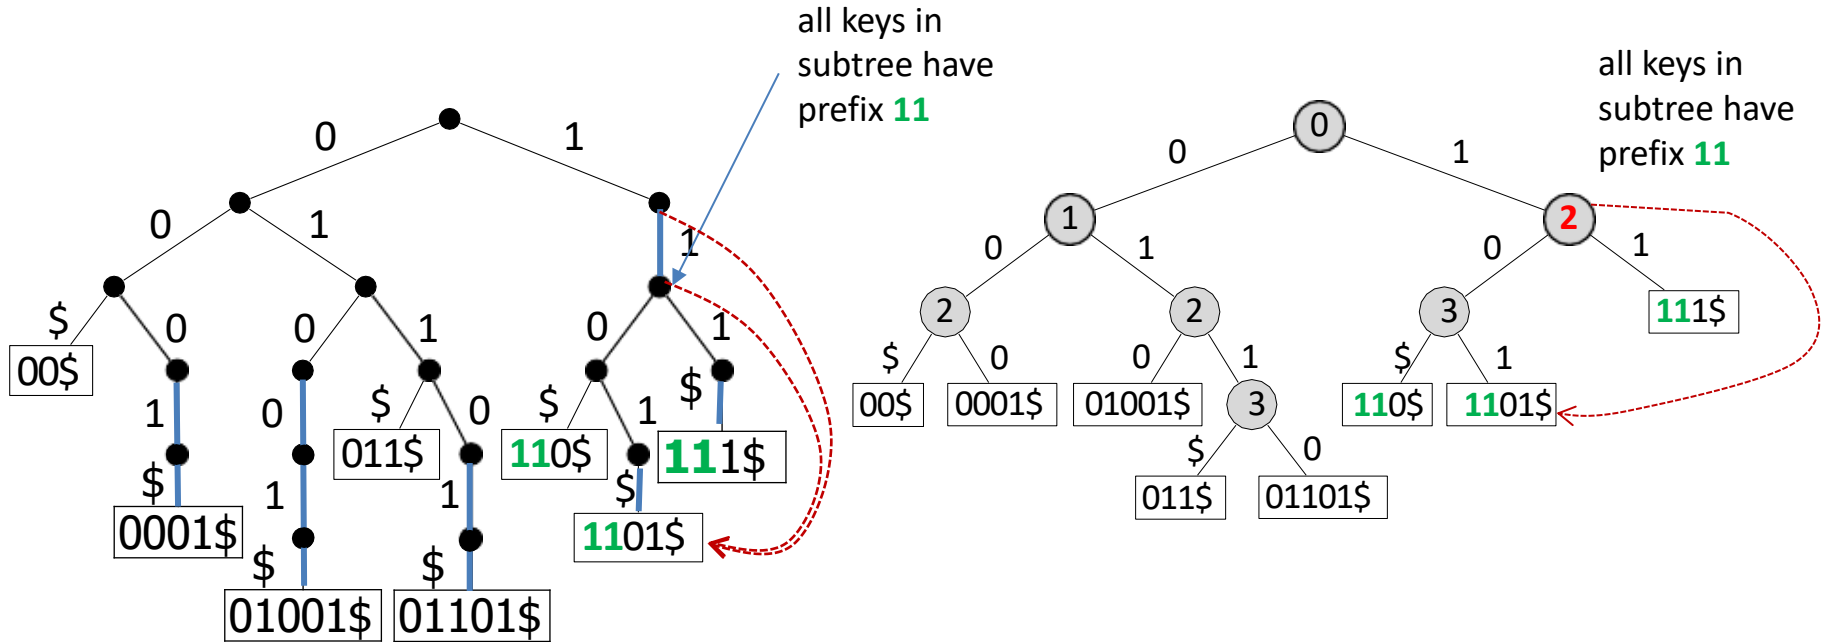 all keys in
subtree have
prefix 11
all keys in
subtree have
prefix 11
0 1
0 1 1
$ 0 0 1 0 1
00$
1 0 $ 0 $ 1 $
011$ 110$ 111$
$ 1 1 $
0001$ 1101$
$ $
01001$ 01101$
0
0 1
1 2
0 1 0 1
2 2 3 111$
$ 0 0 1 $ 1
00$ 0001$ 01001$ 3 110$ 1101$
$ 0
011$ 01101$